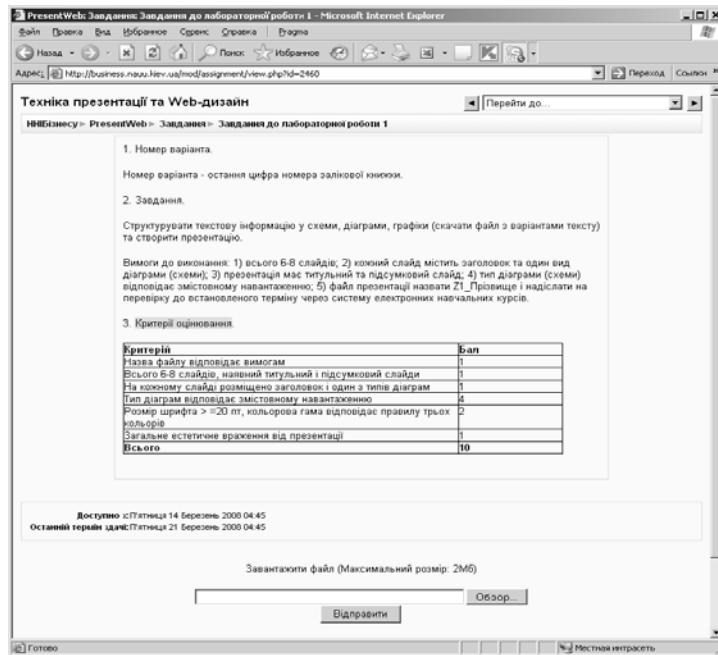 PresentWeb: Завдання: Завдання до лабораторної роботи 1 - Microsoft Internet Explorer
Файл Правка Вид Избранное Сервис Справка Pragma
Назад Поиск Избранное
Адрес: http://business.nauu.kiev.ua/mod/assignment/view.php?id=2460 Переход Ссылки
Техніка презентації та Web-дизайн
Перейти до...
ННІБізнесу ► PresentWeb ► Завдання ► Завдання до лабораторної роботи 1
1. Номер варіанта.
Номер варіанта - остання цифра номера залікової книжки.
2. Завдання.
Структурувати текстову інформацію у схеми, діаграми, графіки (скачати файл з варіантами тексту)
та створити презентацію.
Вимоги до виконання: 1) всього 6-8 слайдів; 2) кожний слайд містить заголовок та один вид
діаграми (схеми); 3) презентація має титульний та підсумковий слайд; 4) тип діаграми (схеми)
відповідає змістовному навантаженню; 5) файл презентації назвати Z1_Прізвище і надіслати на
перевірку до встановленого терміну через систему електронних навчальних курсів.
3. Критерії оцінювання.
Критерій Бал
Назва файлу відповідає вимогам 1
Всього 6-8 слайдів, наявний титульний і підсумковий слайди 1
На кожному слайді розміщено заголовок і один з типів діаграм 1
Тип діаграм відповідає змістовному навантаженню 4
Розмір шрифта > =20 пт, кольорова гама відповідає правилу трьох 2
кольорів
Загальне естетичне враження від презентації 1
Всього 10
Доступно з: П'ятниця 14 Березень 2008 04:45
Останній термін здачі: П'ятниця 21 Березень 2008 04:45
Завантажити файл (Максимальний розмір: 2Мб)
Обзор...
Відправити
Готово Местная интрасеть